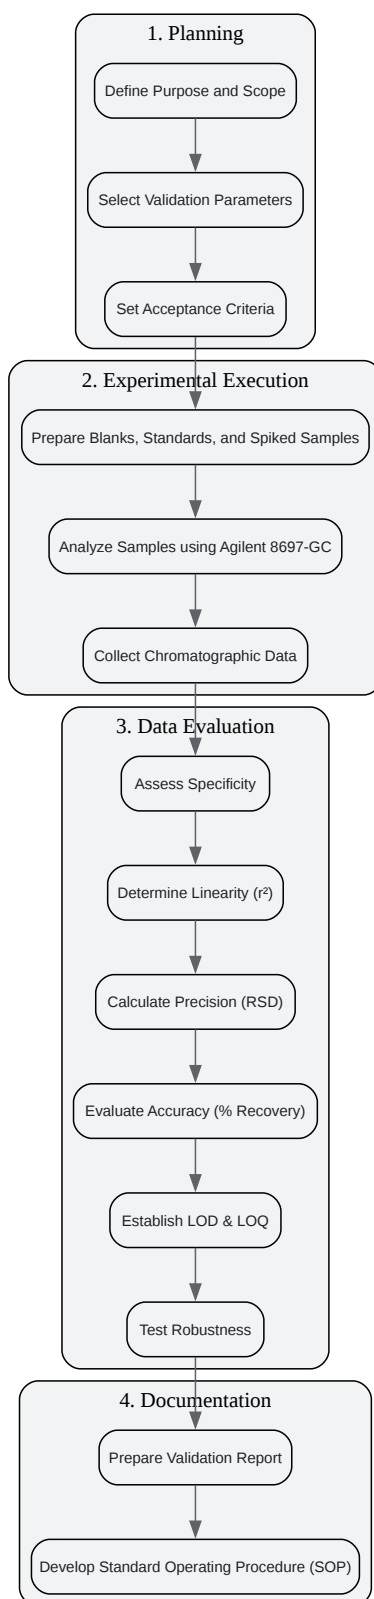 1. Planning
Define Purpose and Scope
Select Validation Parameters
Set Acceptance Criteria
2. Experimental Execution
Prepare Blanks, Standards, and Spiked Samples
Analyze Samples using Agilent 8697-GC
Collect Chromatographic Data
3. Data Evaluation
Assess Specificity
Determine Linearity (r²)
Calculate Precision (RSD)
Evaluate Accuracy (% Recovery)
Establish LOD & LOQ
Test Robustness
4. Documentation
Prepare Validation Report
Develop Standard Operating Procedure (SOP)